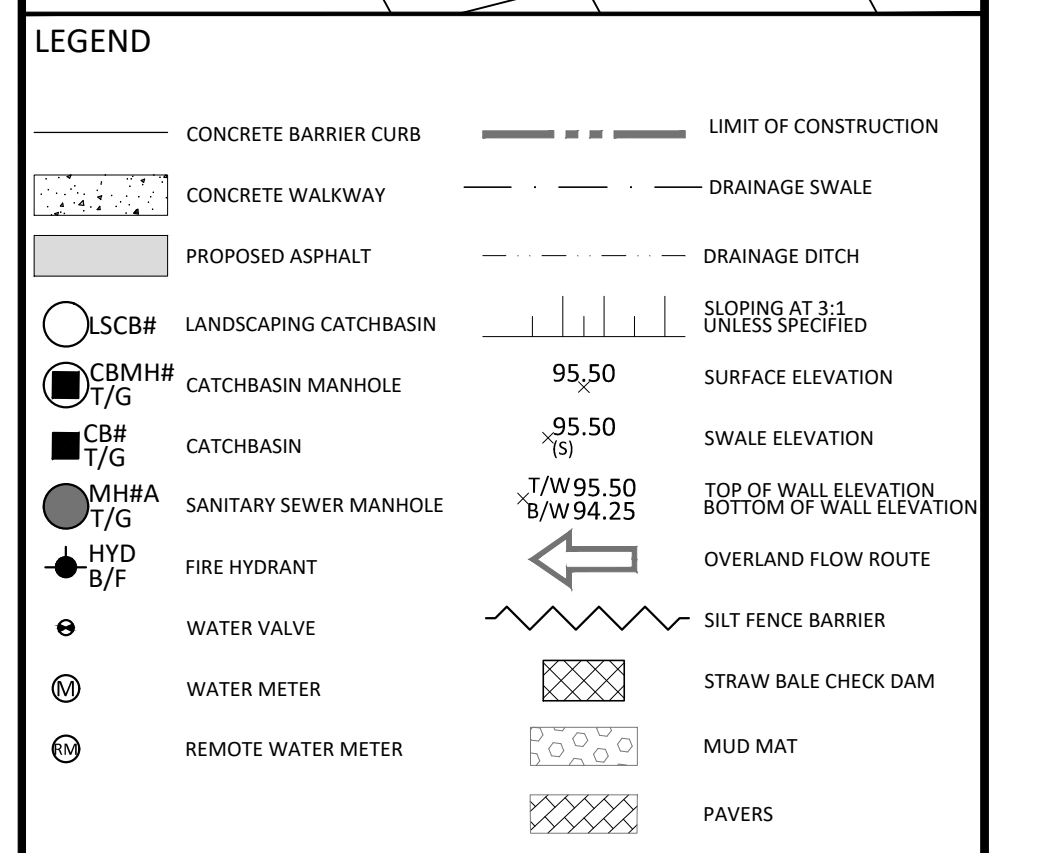 LEGEND
CONCRETE BARRIER CURB
CONCRETE WALKWAY
PROPOSED ASPHALT
LSCB# LANDSCAPING CATCHBASIN
CBMH#
T/G
CATCHBASIN MANHOLE
CB#
T/G
CATCHBASIN
MH#A
T/G
SANITARY SEWER MANHOLE
HYD
B/F
FIRE HYDRANT
WATER VALVE
M WATER METER
RM REMOTE WATER METER
LIMIT OF CONSTRUCTION
DRAINAGE SWALE
DRAINAGE DITCH
SLOPING AT 3:1
UNLESS SPECIFIED
95.50 SURFACE ELEVATION
95.50
(S)
SWALE ELEVATION
T/W 95.50
B/W 94.25
TOP OF WALL ELEVATION
BOTTOM OF WALL ELEVATION
OVERLAND FLOW ROUTE
SILT FENCE BARRIER
STRAW BALE CHECK DAM
MUD MAT
PAVERS